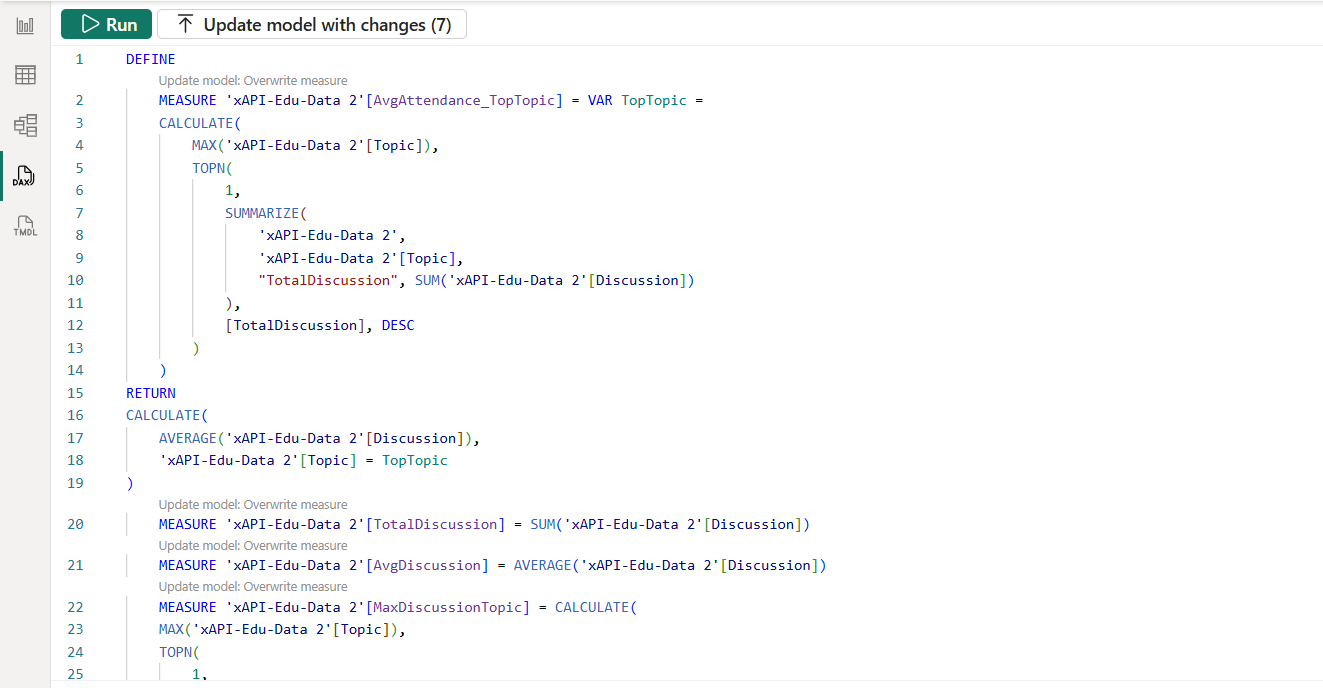 Run
Update model with changes (7)
DAX
TMDL
1 DEFINE
Update model: Overwrite measure
2 MEASURE 'xAPI-Edu-Data 2'[AvgAttendance_TopTopic] = VAR TopTopic =
3 CALCULATE(
4 MAX('xAPI-Edu-Data 2'[Topic]),
5 TOPN(
6 1,
7 SUMMARIZE(
8 'xAPI-Edu-Data 2',
9 'xAPI-Edu-Data 2'[Topic],
10 "TotalDiscussion", SUM('xAPI-Edu-Data 2'[Discussion])
11 ),
12 [TotalDiscussion], DESC
13 )
14 )
15 RETURN
16 CALCULATE(
17 AVERAGE('xAPI-Edu-Data 2'[Discussion]),
18 'xAPI-Edu-Data 2'[Topic] = TopTopic
19 )
Update model: Overwrite measure
20 MEASURE 'xAPI-Edu-Data 2'[TotalDiscussion] = SUM('xAPI-Edu-Data 2'[Discussion])
Update model: Overwrite measure
21 MEASURE 'xAPI-Edu-Data 2'[AvgDiscussion] = AVERAGE('xAPI-Edu-Data 2'[Discussion])
Update model: Overwrite measure
22 MEASURE 'xAPI-Edu-Data 2'[MaxDiscussionTopic] = CALCULATE(
23 MAX('xAPI-Edu-Data 2'[Topic]),
24 TOPN(
25 1,